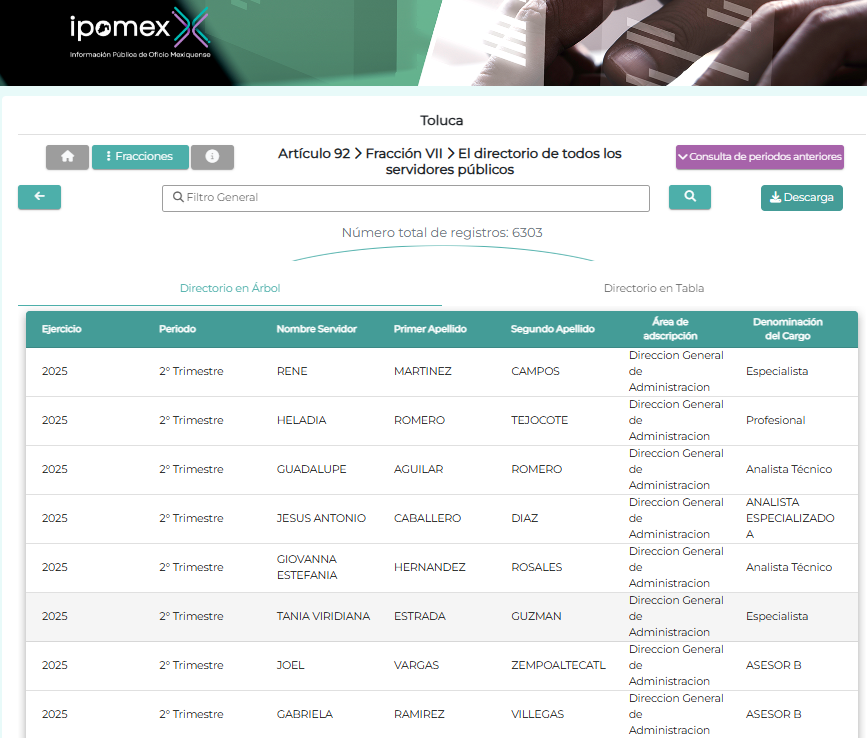 ipomex
Información Pública de Oficio Mexiquense
Toluca
Fracciones
Artículo 92 > Fracción VII > El directorio de todos los
servidores públicos
Consulta de periodos anteriores
Filtro General
Descarga
Número total de registros: 6303
Directorio en Árbol
Directorio en Tabla
Ejercicio Periodo Nombre Servidor Primer Apellido Segundo Apellido Área de adscripción Denominación del Cargo
2025 2° Trimestre RENE MARTINEZ CAMPOS Direccion General de Administracion Especialista
2025 2° Trimestre HELADIA ROMERO TEJOCOTE Direccion General de Administracion Profesional
2025 2° Trimestre GUADALUPE AGUILAR ROMERO Direccion General de Administracion Analista Técnico
2025 2° Trimestre JESUS ANTONIO CABALLERO DIAZ Direccion General de Administracion ANALISTA ESPECIALIZADO A
2025 2° Trimestre GIOVANNA ESTEFANIA HERNANDEZ ROSALES Direccion General de Administracion Analista Técnico
2025 2° Trimestre TANIA VIRIDIANA ESTRADA GUZMAN Direccion General de Administracion Especialista
2025 2° Trimestre JOEL VARGAS ZEMPOALTECATL Direccion General de Administracion ASESOR B
2025 2° Trimestre GABRIELA RAMIREZ VILLEGAS Direccion General de Administracion ASESOR B